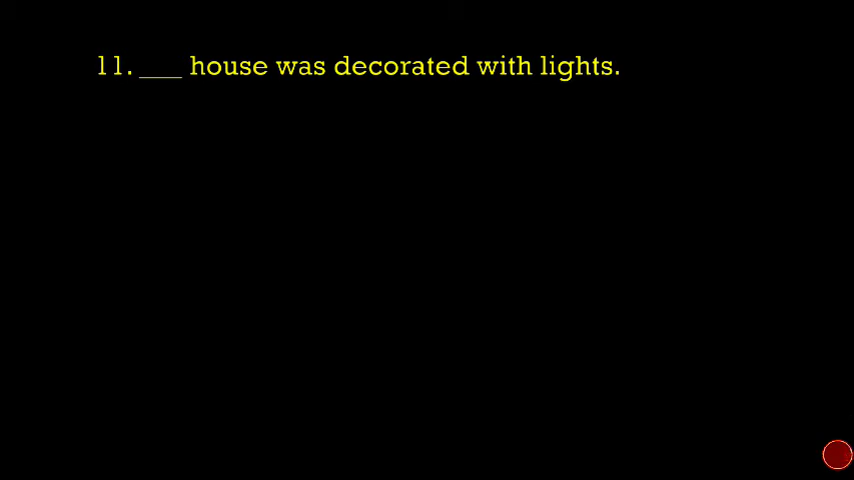 11. ___ house was decorated with lights.